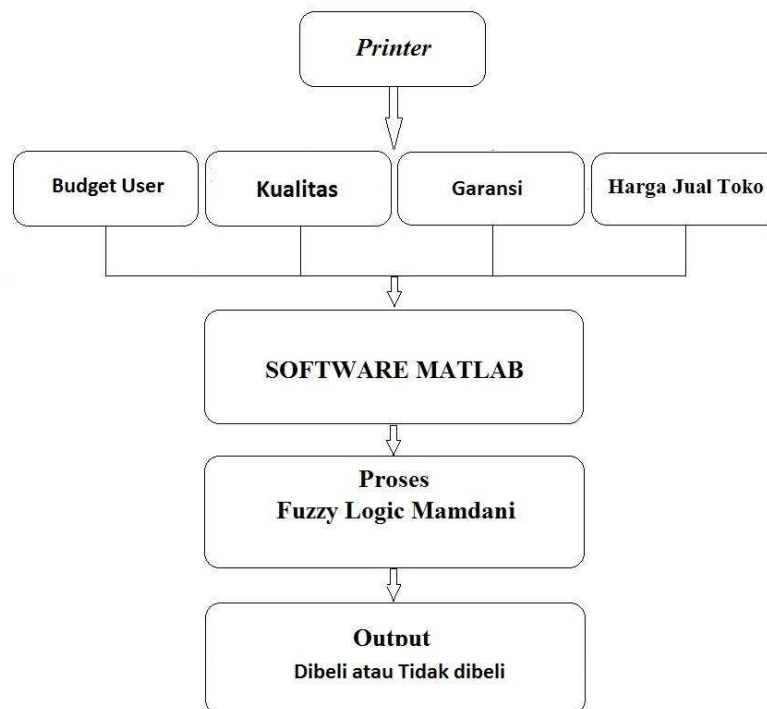 Printer
Budget User
Kualitas
Garansi
Harga Jual Toko
SOFTWARE MATLAB
Proses
Fuzzy Logic Mamdani
Output
Dibeli atau Tidak dibeli